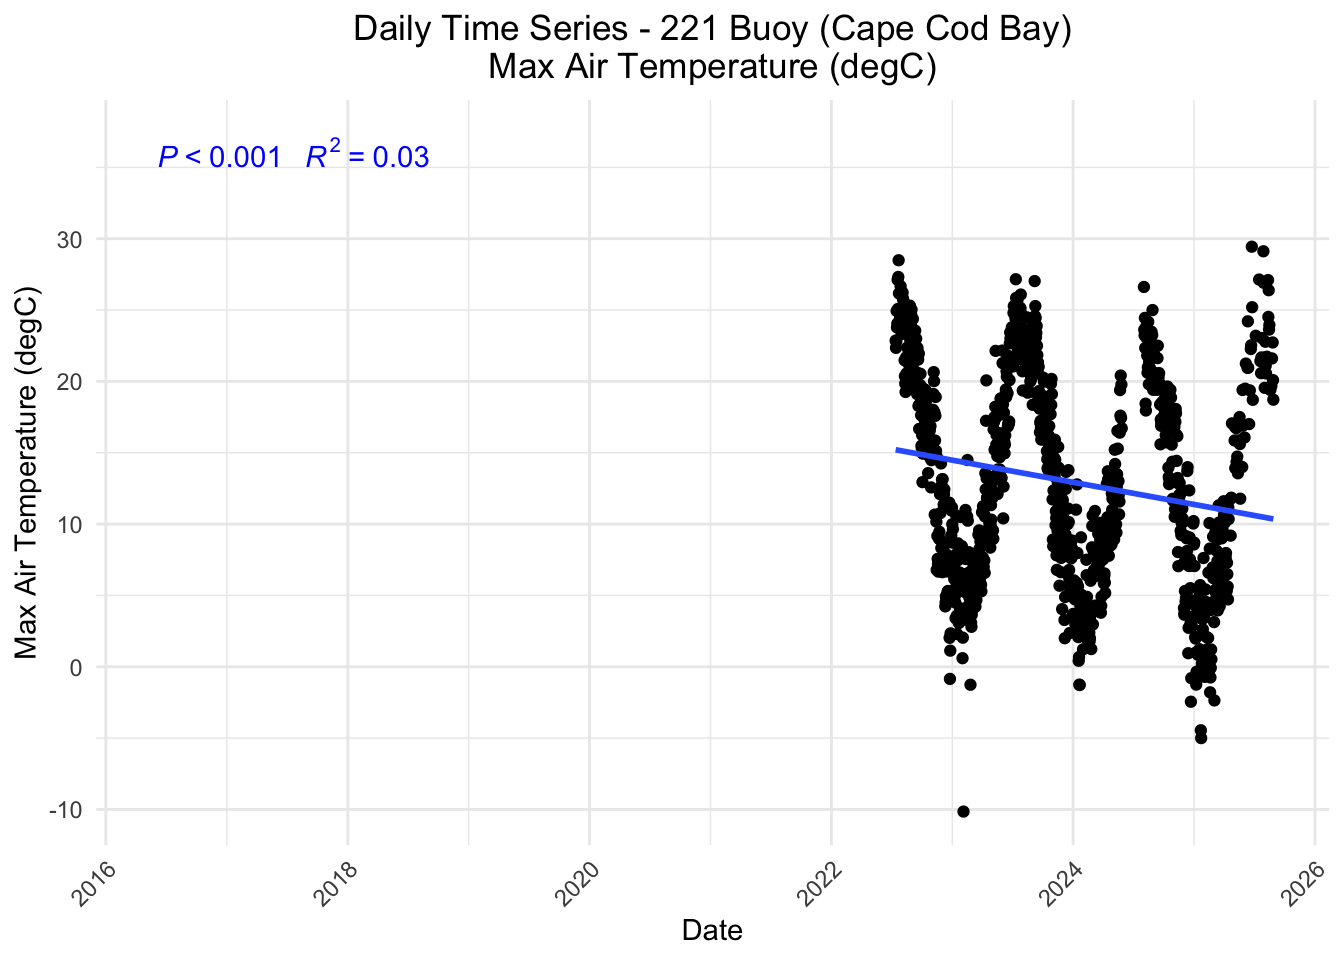 Daily Time Series - 221 Buoy (Cape Cod Bay)
Max Air Temperature (degC)
P < 0.001 R² = 0.03
Max Air Temperature (degC)
30
20
10
0
-10
2016
2018
2020
2022
2024
2026
Date